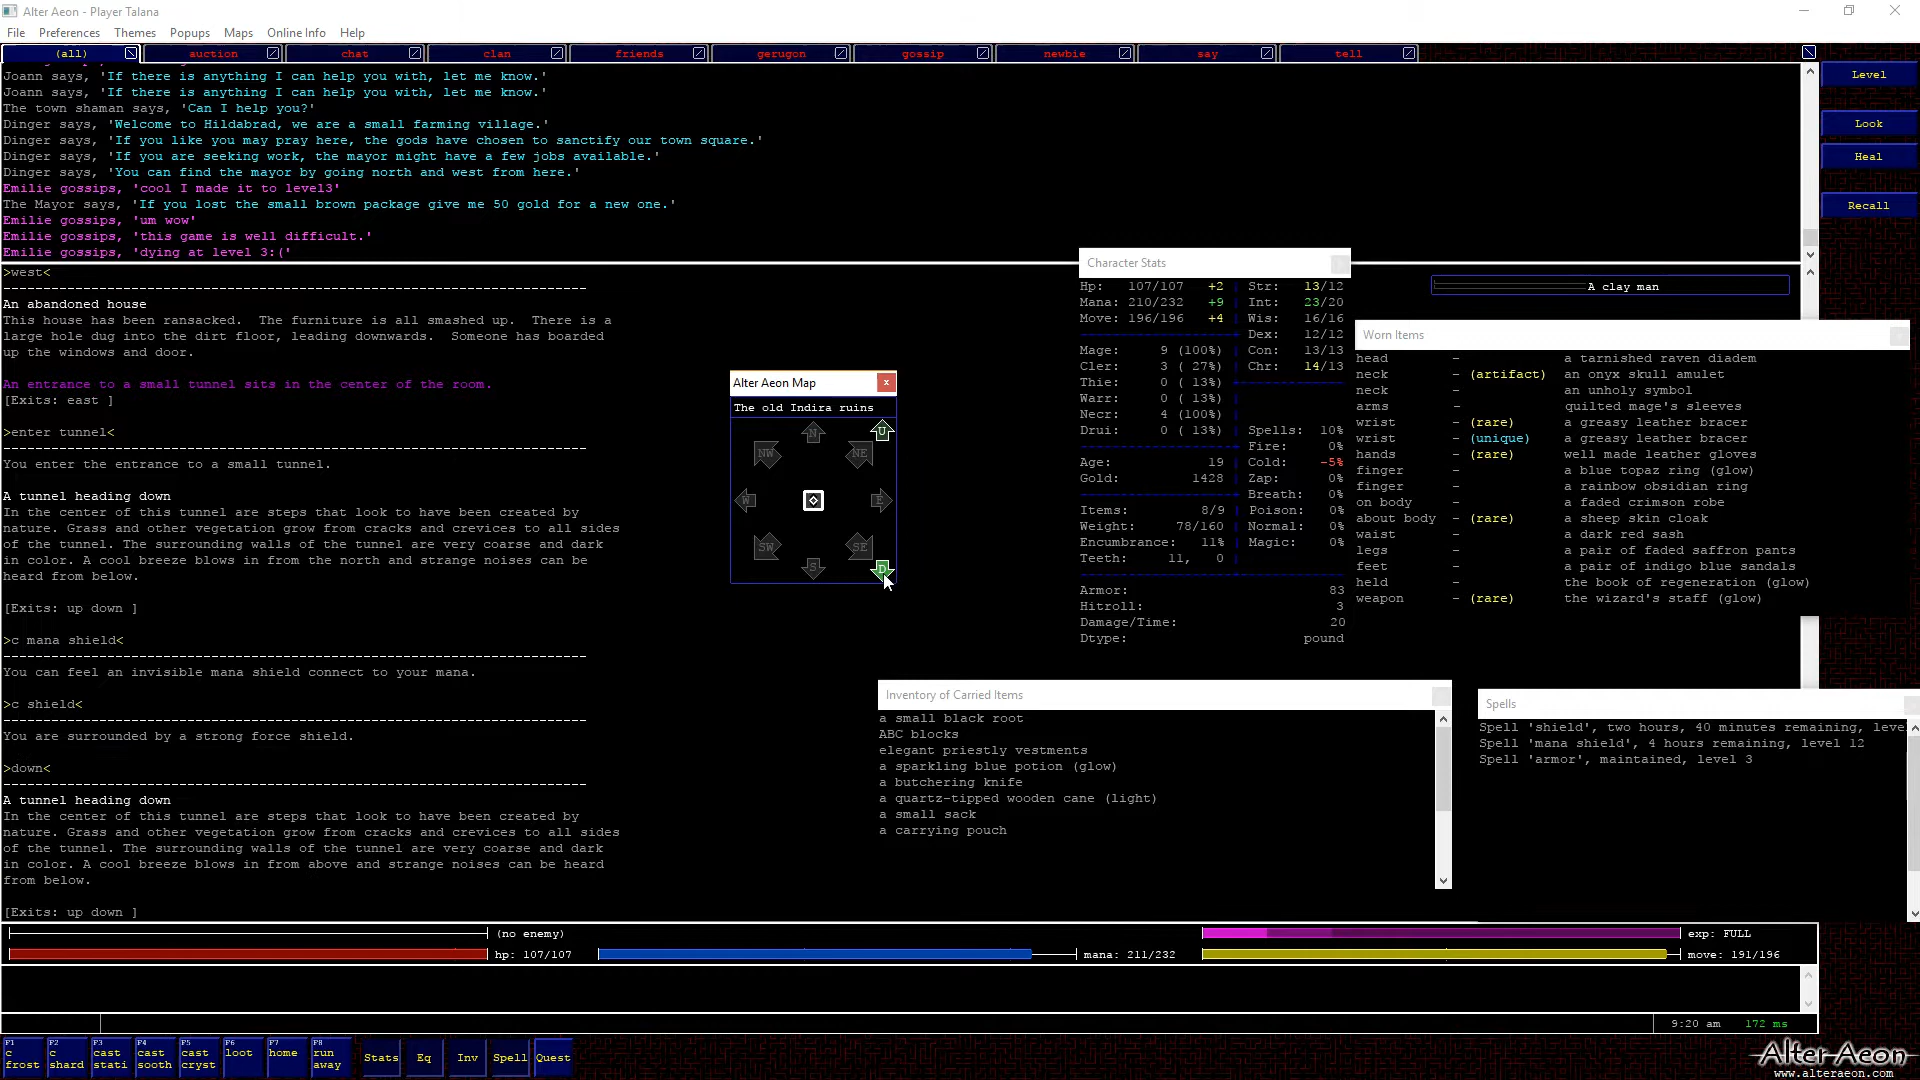 Alter Aeon - Player Talana
File Preferences Themes Popups Maps Online Info Help
(all) auction chat clan friends gerugon gossip newbie say tell
Joann says, 'If there is anything I can help you with, let me know.'
Joann says, 'If there is anything I can help you with, let me know.'
The town shaman says, 'Can I help you?'
Dinger says, 'Welcome to Hildabrad, we are a small farming village.'
Dinger says, 'If you like you may pray here, the gods have chosen to sanctify our town square.'
Dinger says, 'If you are seeking work, the mayor might have a few jobs available.'
Dinger says, 'You can find the mayor by going north and west from here.'
Emilie gossips, 'cool I made it to level3'
The Mayor says, 'If you lost the small brown package give me 50 gold for a new one.'
Emilie gossips, 'um wow'
Emilie gossips, 'this game is well difficult.'
Emilie gossips, 'dying at level 3:('
Level
Look
Heal
Recall
>west<
An abandoned house
This house has been ransacked. The furniture is all smashed up. There is a
large hole dug into the dirt floor, leading downwards. Someone has boarded
up the windows and door.
An entrance to a small tunnel sits in the center of the room.
[Exits: east ]
>enter tunnel<
You enter the entrance to a small tunnel.
A tunnel heading down
In the center of this tunnel are steps that look to have been created by
nature. Grass and other vegetation grow from cracks and crevices to all sides
of the tunnel. The surrounding walls of the tunnel are very coarse and dark
in color. A cool breeze blows in from the north and strange noises can be
heard from below.
[Exits: up down ]
>c mana shield<
You can feel an invisible mana shield connect to your mana.
>c shield<
You are surrounded by a strong force shield.
>down<
A tunnel heading down
In the center of this tunnel are steps that look to have been created by
nature. Grass and other vegetation grow from cracks and crevices to all sides
of the tunnel. The surrounding walls of the tunnel are very coarse and dark
in color. A cool breeze blows in from above and strange noises can be heard
from below.
[Exits: up down ]
Alter Aeon Map
The old Indira ruins
N U
NW NE
W E
SW SE
S D
Character Stats
Hp: 107/107 +2 Str: 13/12
Mana: 210/232 +9 Int: 23/20
Move: 196/196 +4 Wis: 16/16
Dex: 12/12
Mage: 9 (100%) Con: 13/13
Cler: 3 ( 27%) Chr: 14/13
Thie: 0 ( 13%)
Warr: 0 ( 13%)
Necr: 4 (100%)
Drui: 0 ( 13%) Spells: 10%
Fire: 0%
Age: 19 Cold: -5%
Gold: 1428 Zap: 0%
Breath: 0%
Items: 8/9 Poison: 0%
Weight: 78/160 Normal: 0%
Encumbrance: 11% Magic: 0%
Teeth: 11, 0
Armor: 83
Hitroll: 3
Damage/Time: 20
Dtype: pound
A clay man
Worn Items
head - a tarnished raven diadem
neck - (artifact) an onyx skull amulet
neck - an unholy symbol
arms - quilted mage's sleeves
wrist - (rare) a greasy leather bracer
wrist - (unique) a greasy leather bracer
hands - (rare) well made leather gloves
finger - a blue topaz ring (glow)
finger - a rainbow obsidian ring
on body - a faded crimson robe
about body - (rare) a sheep skin cloak
waist - a dark red sash
legs - a pair of faded saffron pants
feet - a pair of indigo blue sandals
held - the book of regeneration (glow)
weapon - (rare) the wizard's staff (glow)
Inventory of Carried Items
a small black root
ABC blocks
elegant priestly vestments
a sparkling blue potion (glow)
a butchering knife
a quartz-tipped wooden cane (light)
a small sack
a carrying pouch
Spells
Spell 'shield', two hours, 40 minutes remaining, leve
Spell 'mana shield', 4 hours remaining, level 12
Spell 'armor', maintained, level 3
(no enemy) exp: FULL
hp: 107/107 mana: 211/232 move: 191/196
9:20 am 172 ms
F1 c frost
F2 c shard
F3 cast stati
F4 cast sooth
F5 cast cryst
F6 loot
F7 home
F8 run away
Stats Eq Inv Spell Quest
Alter Aeon
www.alteraeon.com